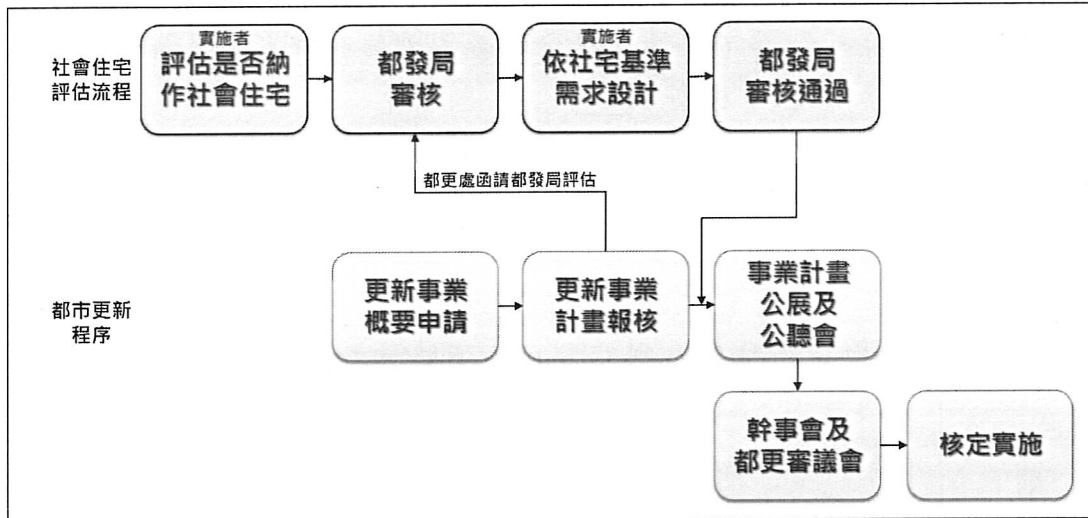 社會住宅
評估流程
實施者
評估是否納
作社會住宅
都發局
審核
實施者
依社宅基準
需求設計
都發局
審核通過
都更處函請都發局評估
都市更新
程序
更新事業
概要申請
更新事業
計畫報核
事業計畫
公展及
公聽會
幹事會及
都更審議會
核定實施